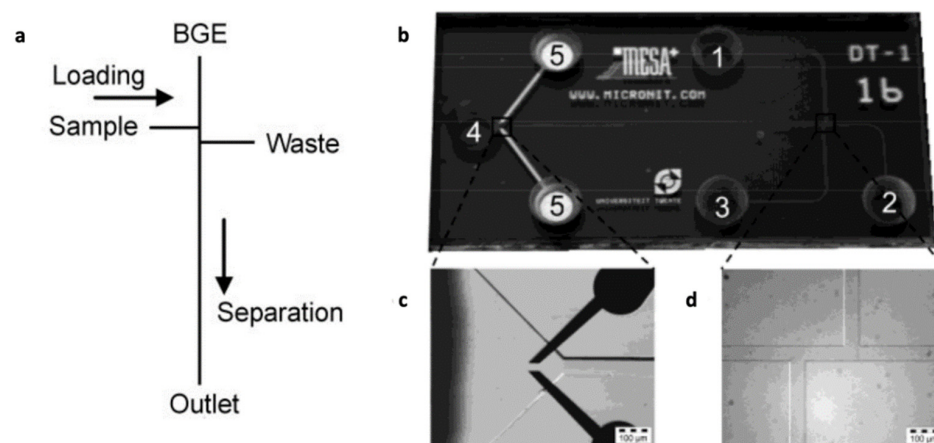 a
BGE
Loading
Sample
Waste
Separation
Outlet
b
5
1
MESA+
WWW.MICRONIT.COM
DT-1
16
4
UNIVERSITEIT TWENTE
5
3
2
c
100 µm
d
100 µm